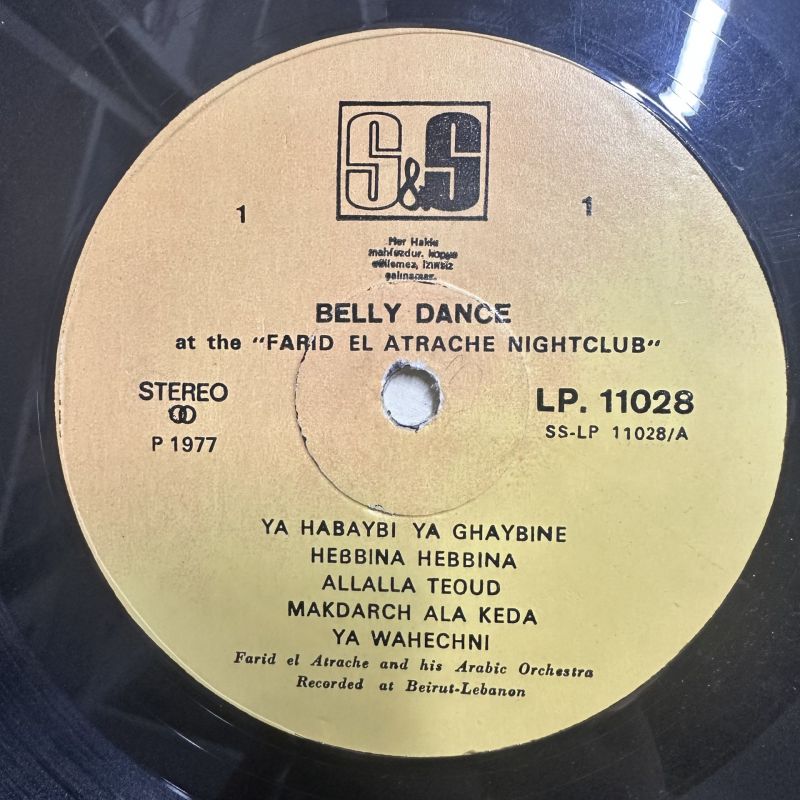 S&S
1 1
Her Hakkı
mahfuzdur. kopye
edilemez, İzinsiz
çalınamaz.
BELLY DANCE
at the "FARID EL ATRACHE NIGHTCLUB"
STEREO
P 1977
LP. 11028
SS-LP 11028/A
YA HABAYBI YA GHAYBINE
HEBBINA HEBBINA
ALLALLA TEOUD
MAKDARCH ALA KEDA
YA WAHECHNI
Farid el Atrache and his Arabic Orchestra
Recorded at Beirut-Lebanon